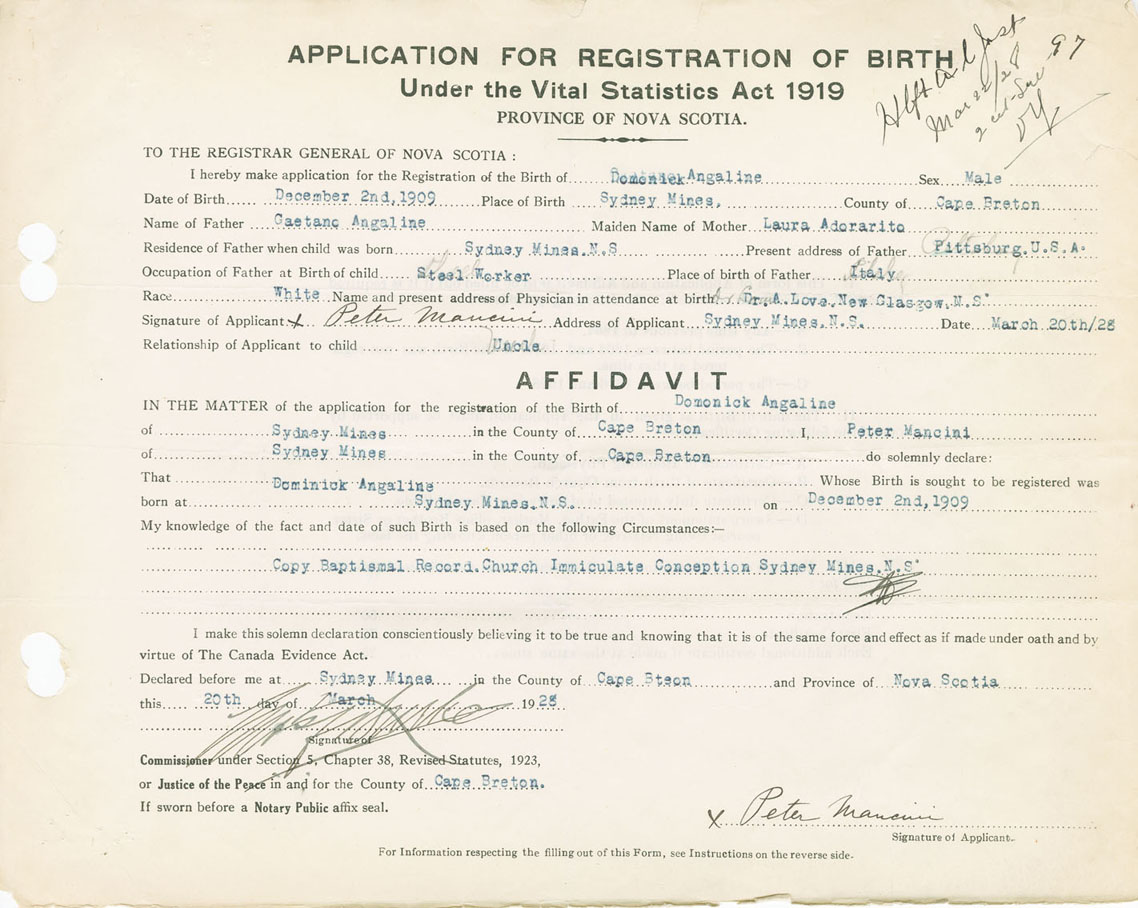 APPLICATION FOR REGISTRATION OF BIRTH
Under the Vital Statistics Act 1919
PROVINCE OF NOVA SCOTIA.
97
Mar 22/28
TO THE REGISTRAR GENERAL OF NOVA SCOTIA :
I hereby make application for the Registration of the Birth of Domonick Angaline Sex Male
Date of Birth December 2nd, 1909 Place of Birth Sydney Mines, County of Cape Breton
Name of Father Gaetano Angaline Maiden Name of Mother Laura Adorarito
Residence of Father when child was born Sydney Mines.N.S Present address of Father Pittsburg.U.S.A.
Occupation of Father at Birth of child Steel Worker Place of birth of Father Italy
Race White Name and present address of Physician in attendance at birth Dr.A.Love.New Glasgow.N.S'
Signature of Applicant X Peter Mancini Address of Applicant Sydney Mines.N.S. Date March 20th/28
Relationship of Applicant to child Uncle
AFFIDAVIT
IN THE MATTER of the application for the registration of the Birth of Domonick Angaline
of Sydney Mines in the County of Cape Breton I, Peter Mancini
of Sydney Mines in the County of Cape Breton do solemnly declare:
That Dominick Angaline Whose Birth is sought to be registered was
born at Sydney Mines.N.S. on December 2nd, 1909
My knowledge of the fact and date of such Birth is based on the following Circumstances:—
Copy Baptismal Record.Church Immiculate Conception Sydney Mines.N.S'
I make this solemn declaration conscientiously believing it to be true and knowing that it is of the same force and effect as if made under oath and by
virtue of The Canada Evidence Act.
Declared before me at Sydney Mines in the County of Cape Bteon and Province of Nova Scotia
this 20th day of March 1928
Signature of
Commissioner under Section 5, Chapter 38, Revised Statutes, 1923,
or Justice of the Peace in and for the County of Cape Breton.
If sworn before a Notary Public affix seal.
X Peter Mancini
Signature of Applicant.
For Information respecting the filling out of this Form, see Instructions on the reverse side.